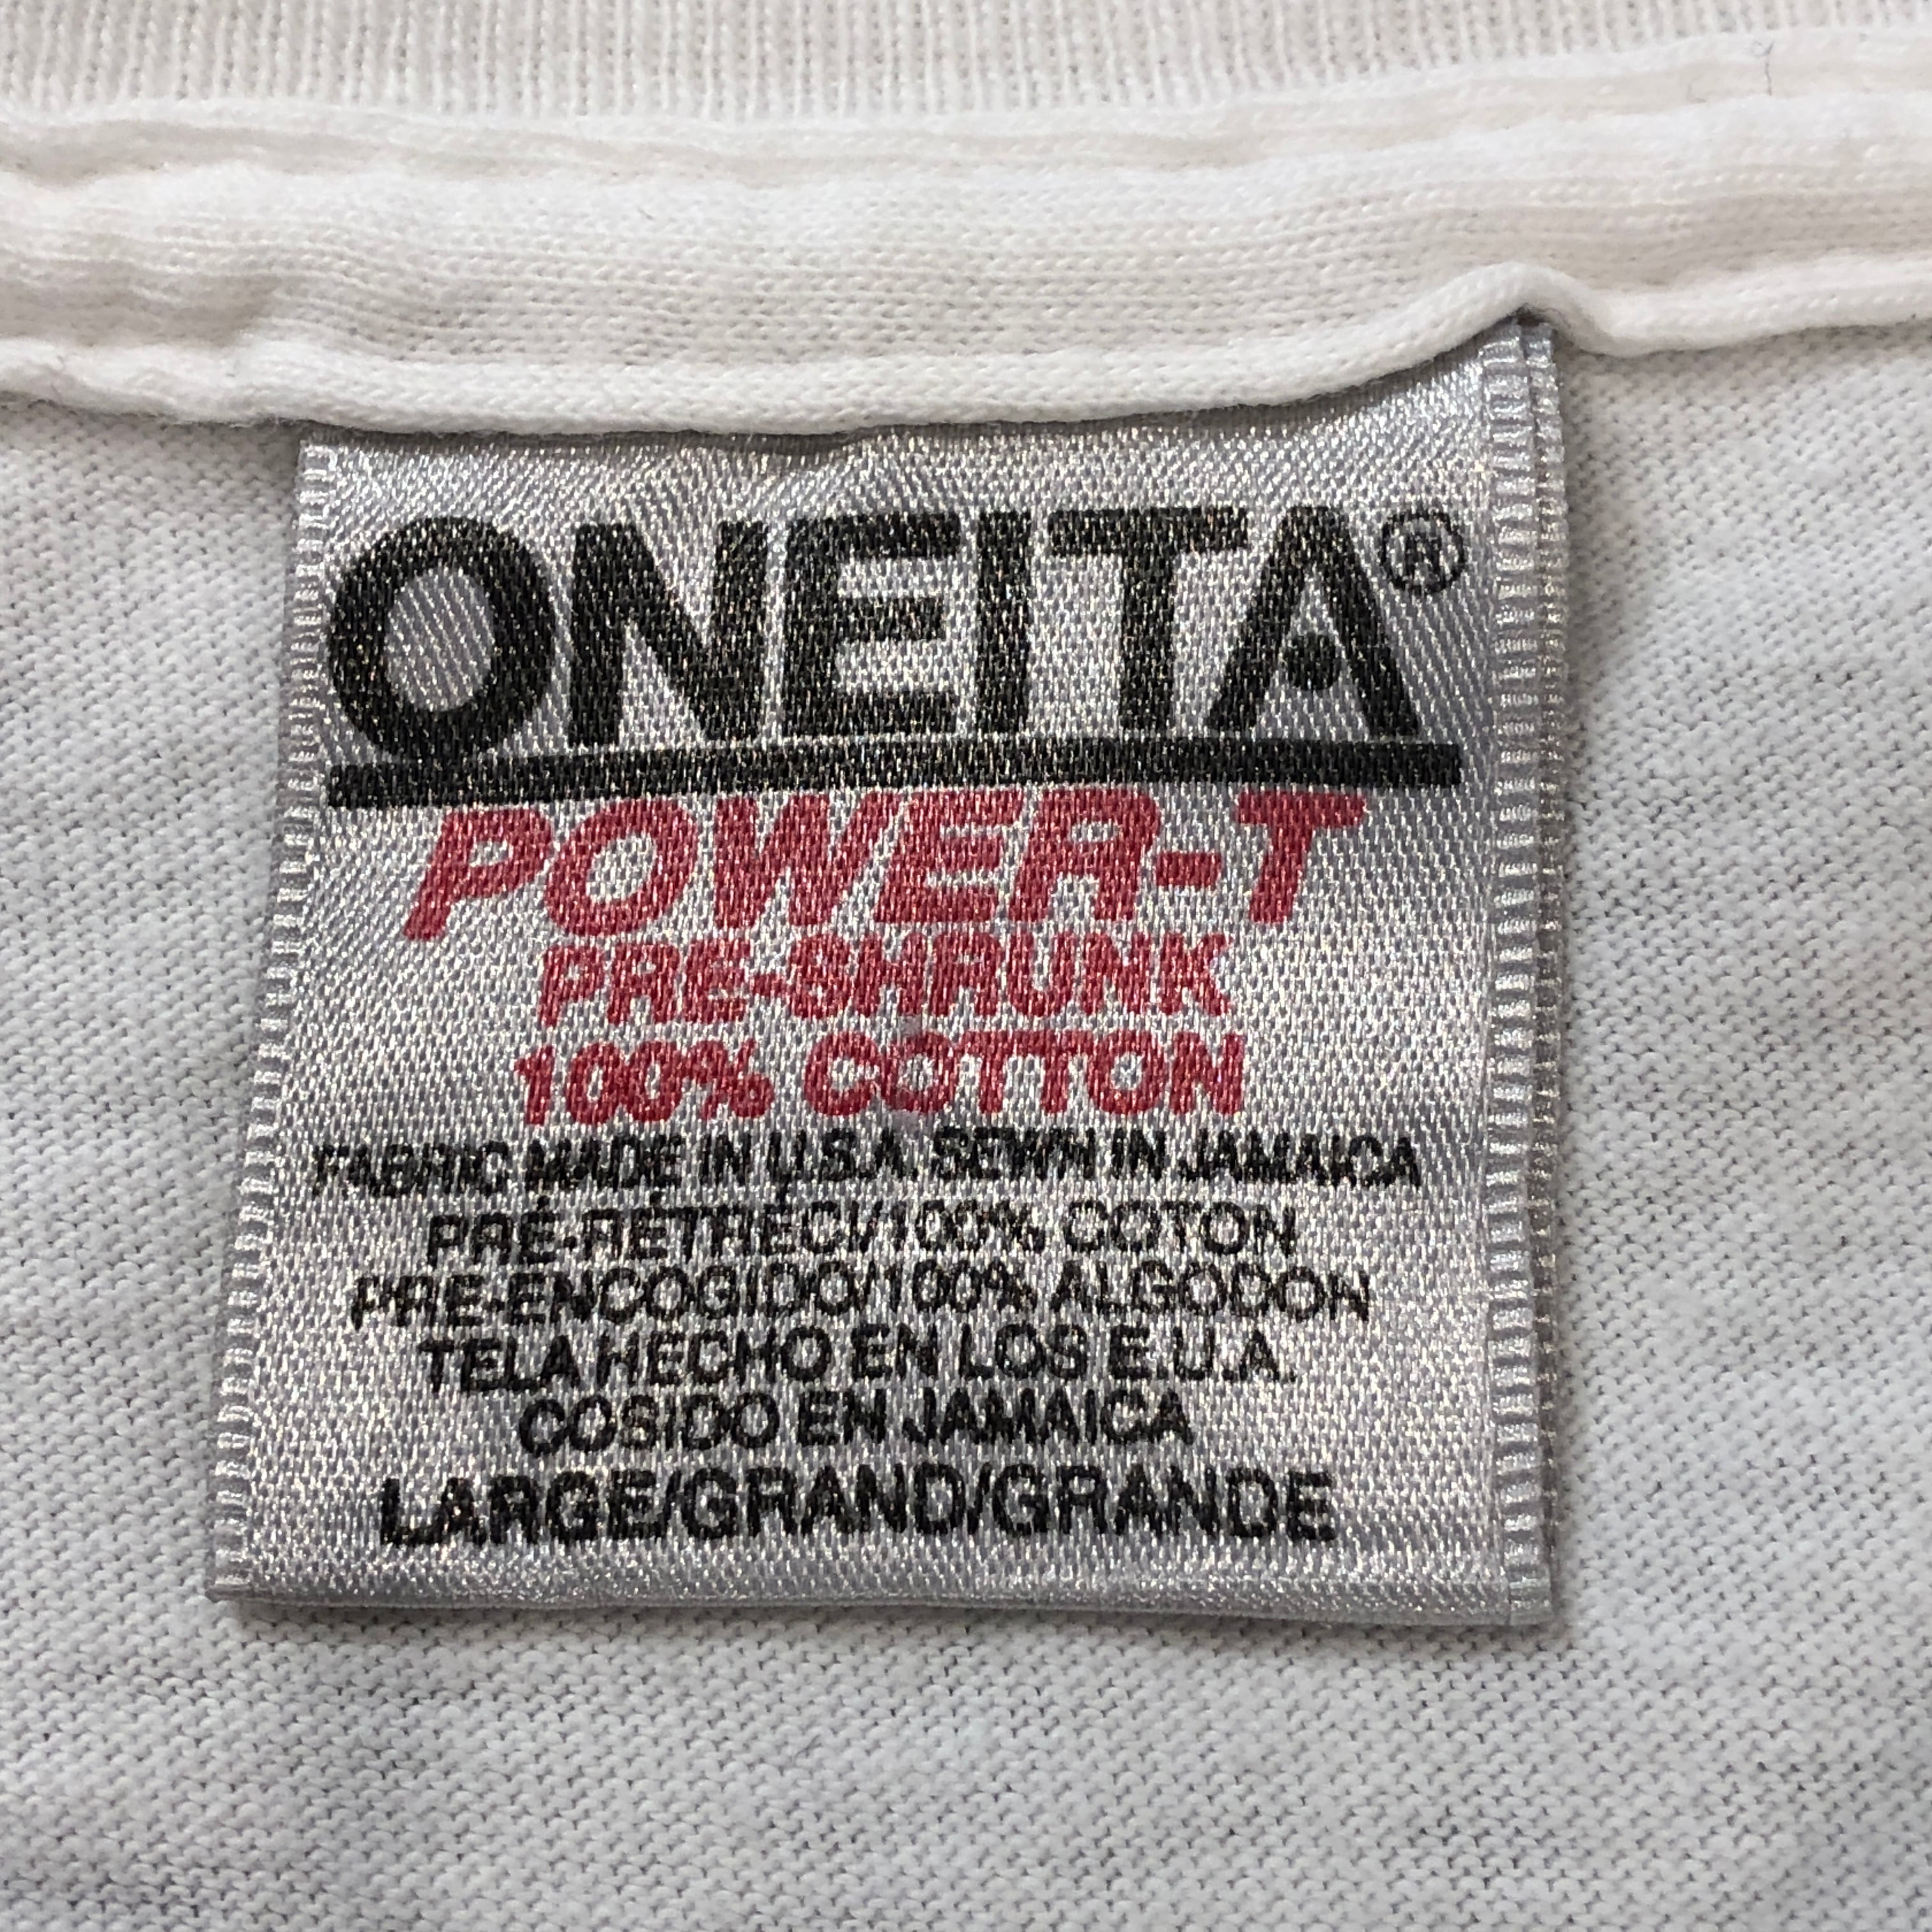 ONEITA®
POWER-T
PRE-SHRUNK
100% COTTON
FABRIC MADE IN U.S.A. SEWN IN JAMAICA
PRÉ-RÉTRÉCI/100% COTON
PRE-ENCOGIDO/100% ALGODON
TELA HECHO EN LOS E.U.A.
COSIDO EN JAMAICA
LARGE/GRAND/GRANDE